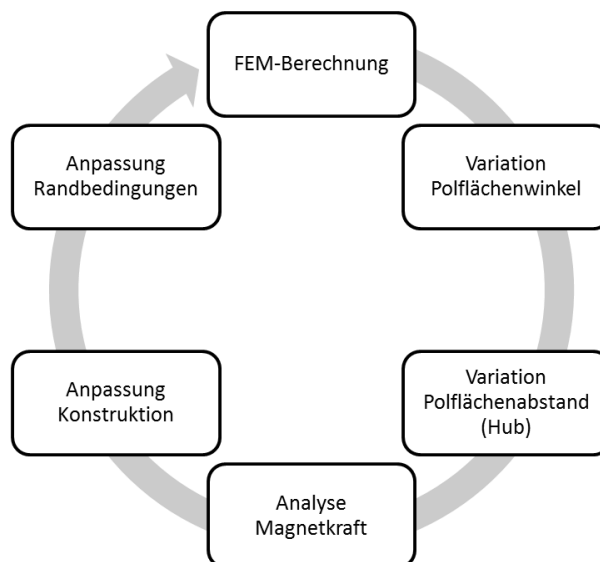 FEM-Berechnung
Variation
Polflächenwinkel
Variation
Polflächenabstand
(Hub)
Analyse
Magnetkraft
Anpassung
Konstruktion
Anpassung
Randbedingungen